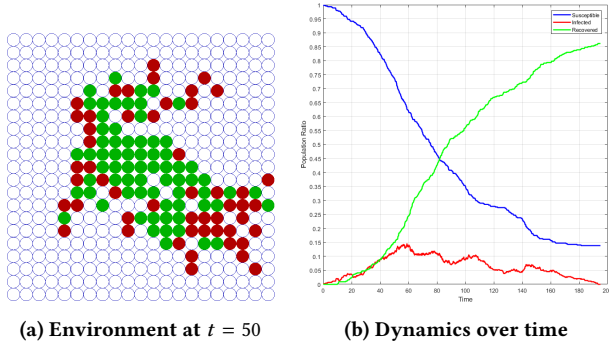 Susceptible
Infected
Recovered
1
0.95
0.9
0.85
0.8
0.75
0.7
0.65
0.6
0.55
0.5
0.45
0.4
0.35
0.3
0.25
0.2
0.15
0.1
0.05
0
Population Ratio
0 20 40 60 80 100 120 140 160 180 200
Time
(a) Environment at t = 50
(b) Dynamics over time